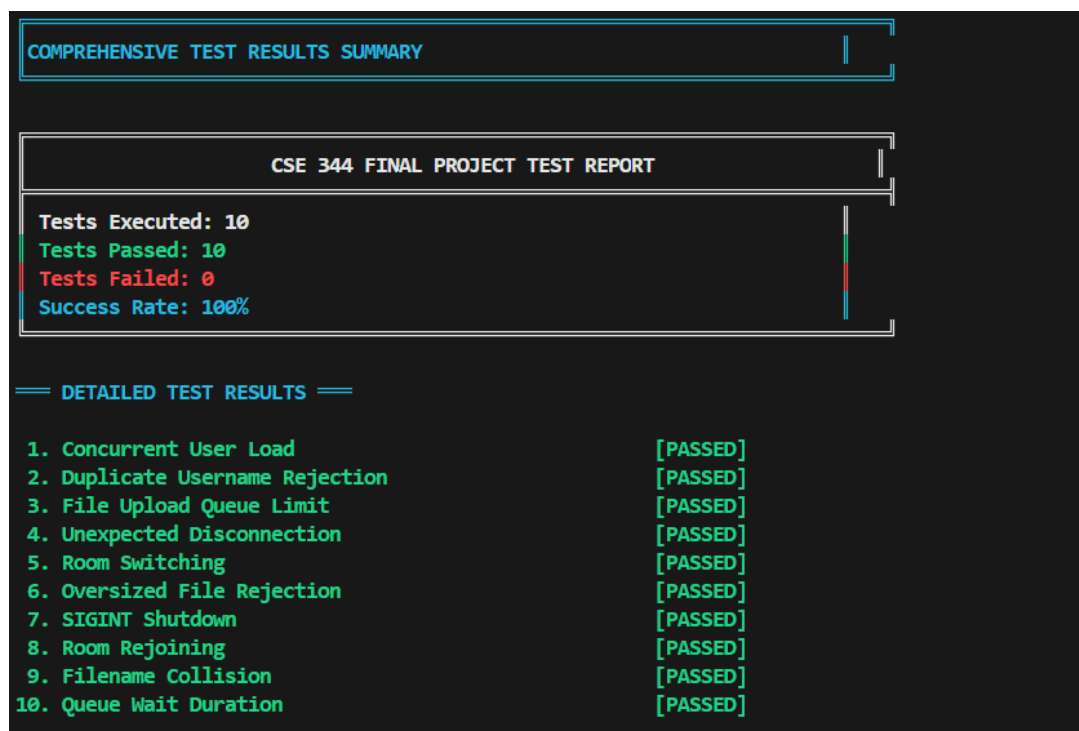 COMPREHENSIVE TEST RESULTS SUMMARY
CSE 344 FINAL PROJECT TEST REPORT
Tests Executed: 10
Tests Passed: 10
Tests Failed: 0
Success Rate: 100%
═══ DETAILED TEST RESULTS ═══
1. Concurrent User Load [PASSED]
2. Duplicate Username Rejection [PASSED]
3. File Upload Queue Limit [PASSED]
4. Unexpected Disconnection [PASSED]
5. Room Switching [PASSED]
6. Oversized File Rejection [PASSED]
7. SIGINT Shutdown [PASSED]
8. Room Rejoining [PASSED]
9. Filename Collision [PASSED]
10. Queue Wait Duration [PASSED]